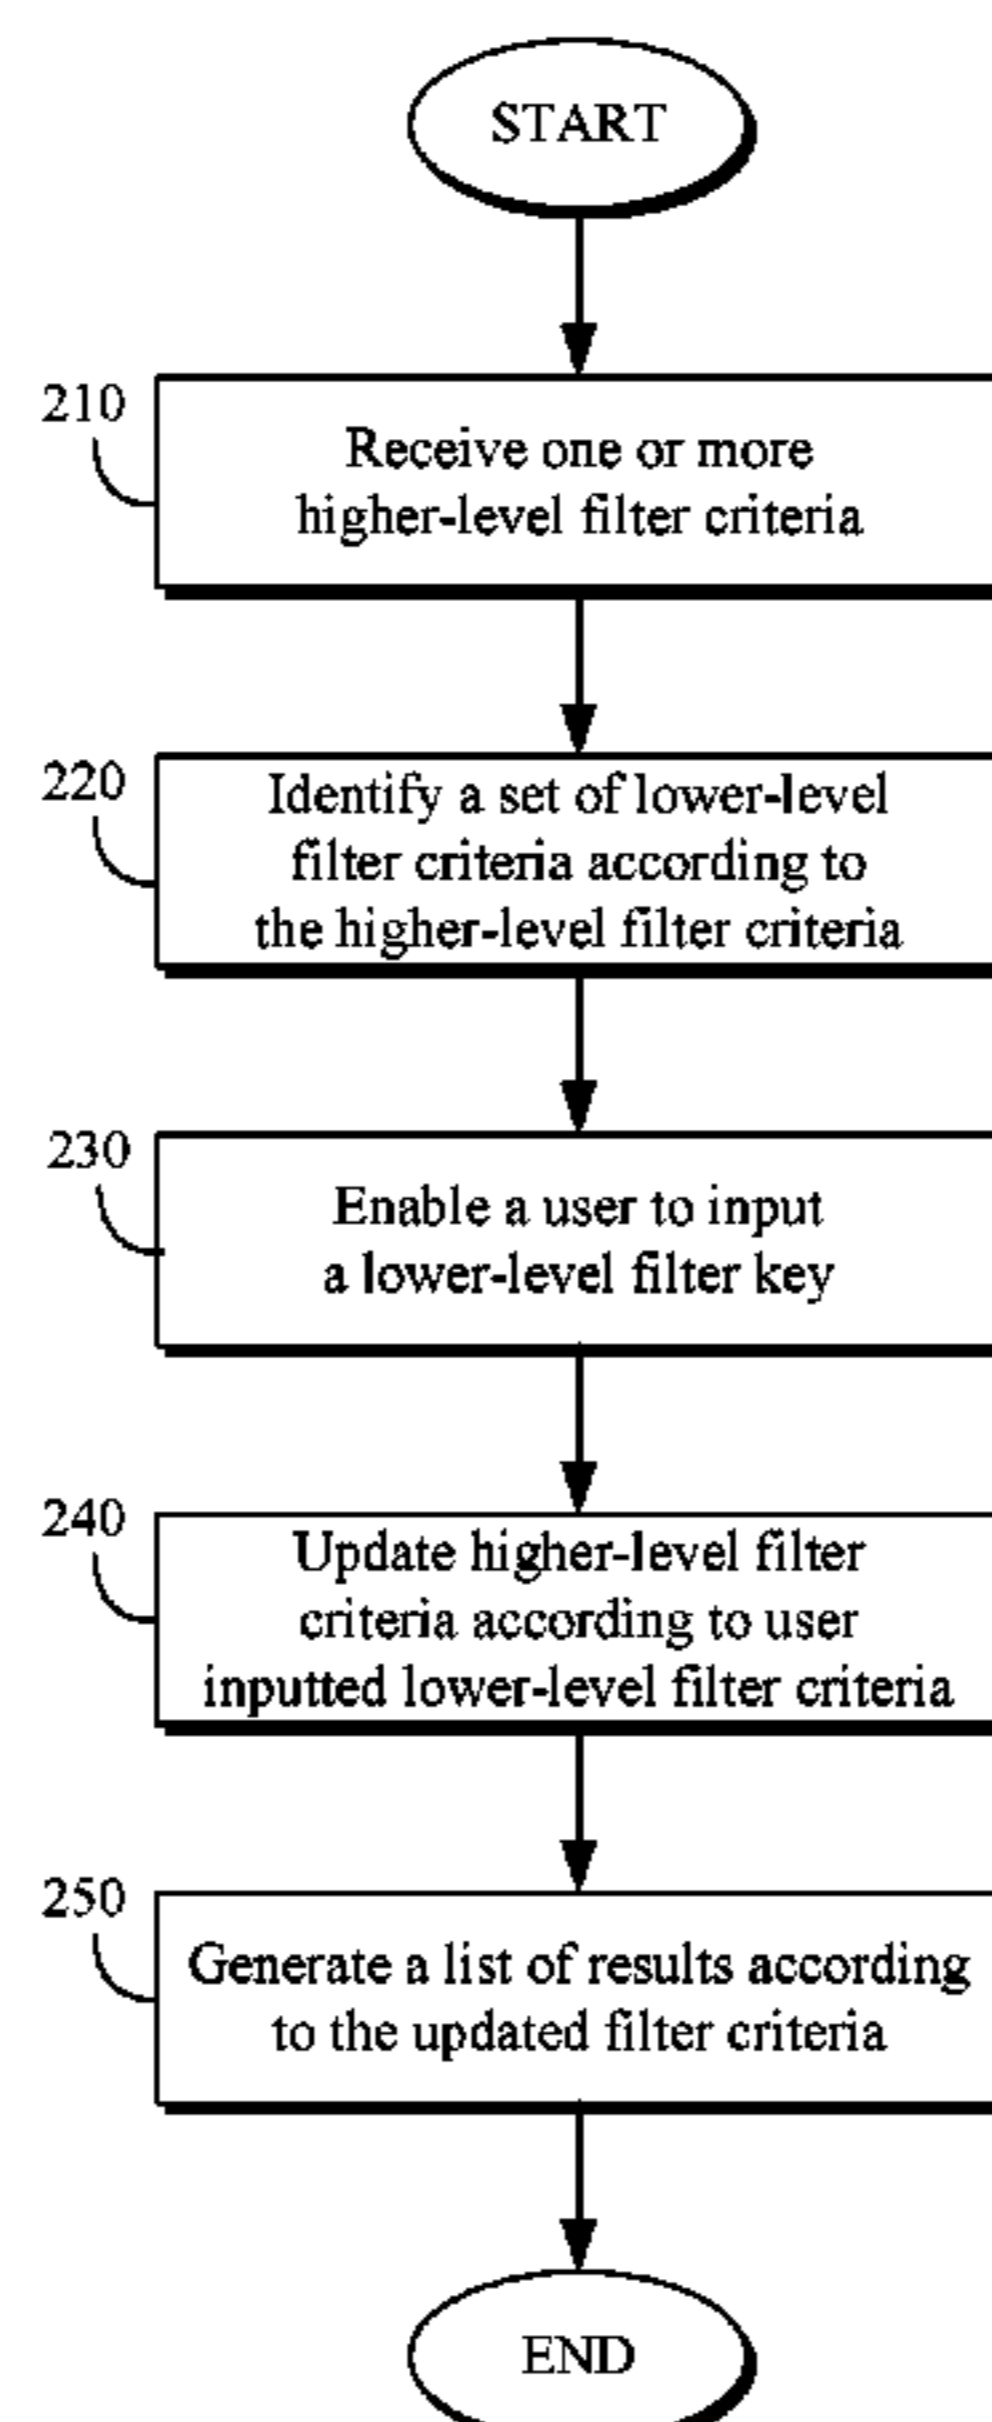 START
210
Receive one or more
higher-level filter criteria
220
Identify a set of lower-level
filter criteria according to
the higher-level filter criteria
230
Enable a user to input
a lower-level filter key
240
Update higher-level filter
criteria according to user
inputted lower-level filter criteria
250
Generate a list of results according
to the updated filter criteria
END